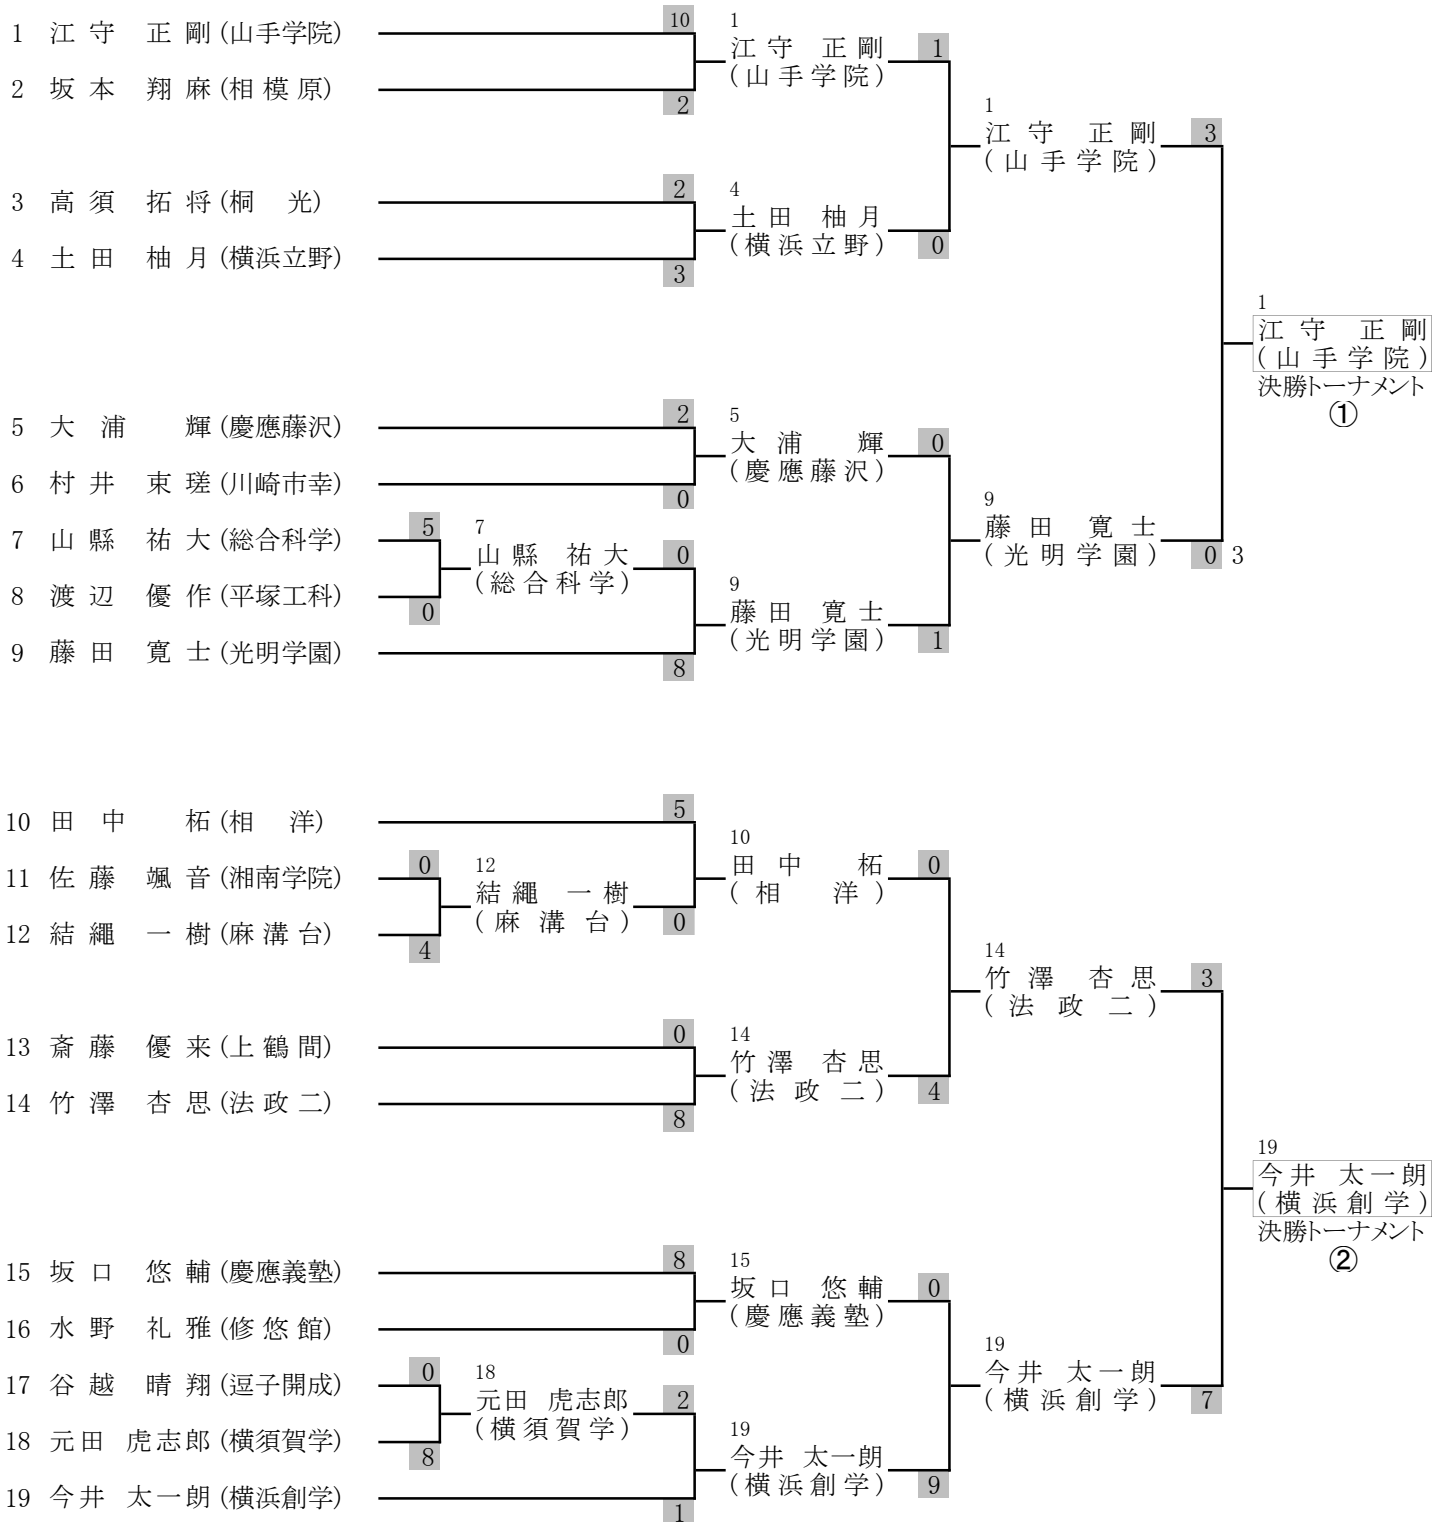 1 江守 正剛 (山手学院)
10
1
江守 正剛
(山手学院)
1
2 坂本 翔麻 (相模原)
2
1
江守 正剛
(山手学院)
3
3 高須 拓将 (桐 光)
2
4
土田 柚月
(横浜立野)
0
4 土田 柚月 (横浜立野)
3
1
江守 正剛
(山手学院)
決勝トーナメント
①
5 大浦 輝 (慶應藤沢)
2
5
大浦 輝
(慶應藤沢)
0
6 村井 束瑳 (川崎市幸)
0
9
藤田 寛士
(光明学園)
0 3
7 山縣 祐大 (総合科学)
5
7
山縣 祐大
(総合科学)
0
8 渡辺 優作 (平塚工科)
0
9
藤田 寛士
(光明学園)
1
9 藤田 寛士 (光明学園)
8
10 田中 柘 (相 洋)
5
10
田中 柘
(相 洋)
0
11 佐藤 颯音 (湘南学院)
0
12
結縄 一樹
(麻溝台)
0
12 結縄 一樹 (麻溝台)
4
14
竹澤 杏思
(法政二)
3
13 斎藤 優来 (上鶴間)
0
14
竹澤 杏思
(法政二)
4
14 竹澤 杏思 (法政二)
8
19
今井 太一朗
(横浜創学)
決勝トーナメント
②
15 坂口 悠輔 (慶應義塾)
8
15
坂口 悠輔
(慶應義塾)
0
16 水野 礼雅 (修悠館)
0
19
今井 太一朗
(横浜創学)
7
17 谷越 晴翔 (逗子開成)
0
18
元田 虎志郎
(横須賀学)
2
18 元田 虎志郎 (横須賀学)
8
19
今井 太一朗
(横浜創学)
9
19 今井 太一朗 (横浜創学)
1